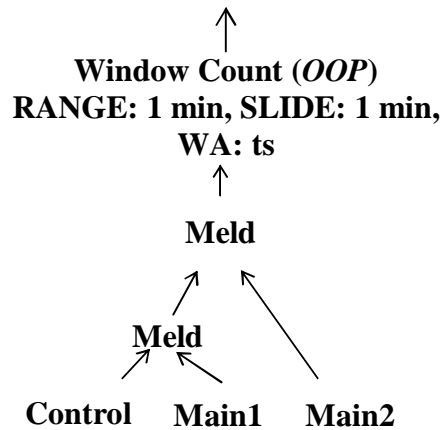 Window Count (OOP)
RANGE: 1 min, SLIDE: 1 min,
WA: ts
Meld
Meld
Control Main1 Main2